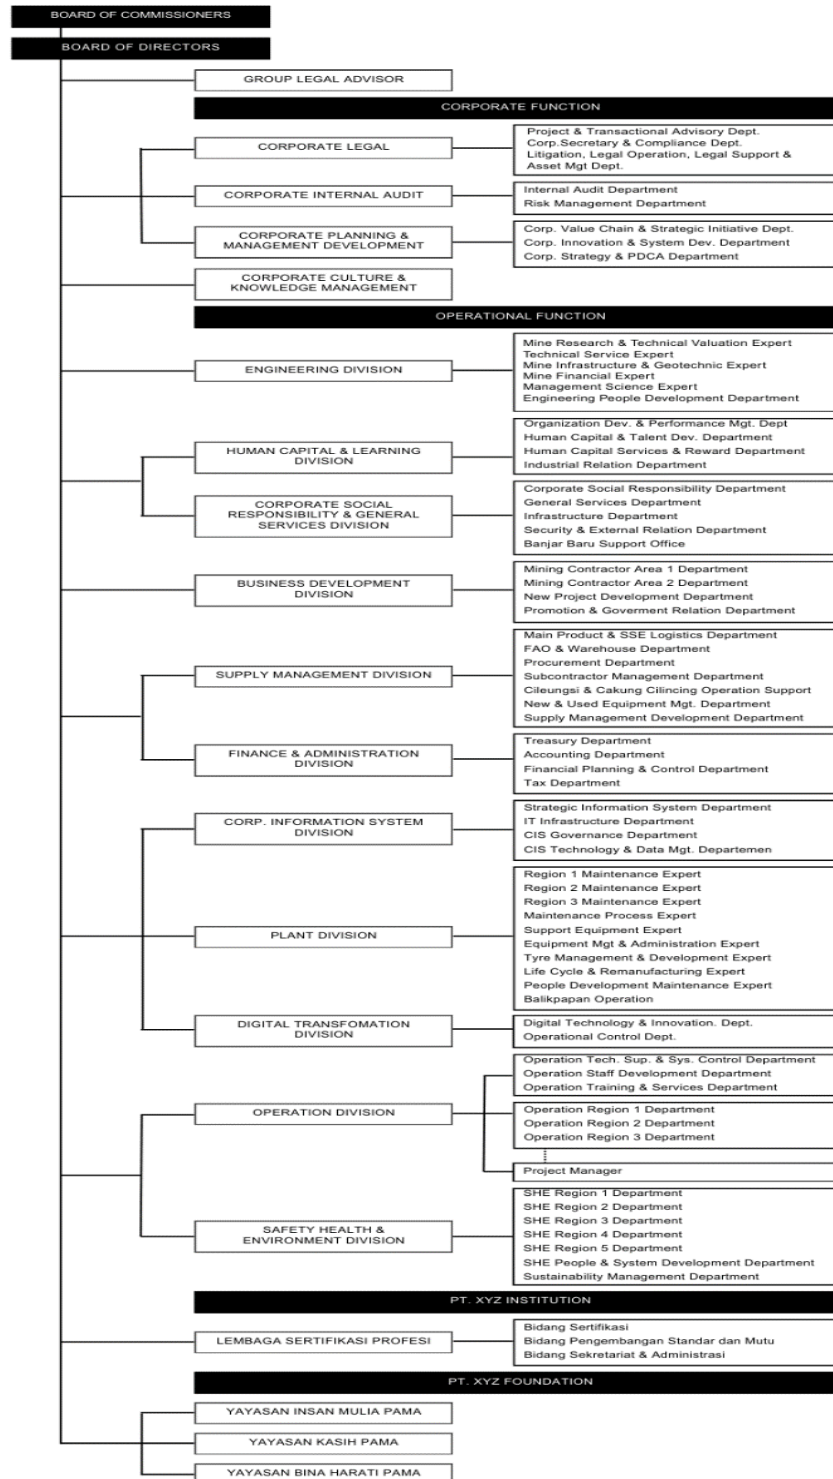 BOARD OF COMMISSIONERS
BOARD OF DIRECTORS
GROUP LEGAL ADVISOR
CORPORATE FUNCTION
CORPORATE LEGAL
Project & Transactional Advisory Dept.
Corp.Secretary & Compliance Dept.
Litigation, Legal Operation, Legal Support &
Asset Mgt Dept.
CORPORATE INTERNAL AUDIT
Internal Audit Department
Risk Management Department
CORPORATE PLANNING &
MANAGEMENT DEVELOPMENT
Corp. Value Chain & Strategic Initiative Dept.
Corp. Innovation & System Dev. Department
Corp. Strategy & PDCA Department
CORPORATE CULTURE &
KNOWLEDGE MANAGEMENT
OPERATIONAL FUNCTION
ENGINEERING DIVISION
Mine Research & Technical Valuation Expert
Technical Service Expert
Mine Infrastructure & Geotechnic Expert
Mine Financial Expert
Management Science Expert
Engineering People Development Department
HUMAN CAPITAL & LEARNING
DIVISION
Organization Dev. & Performance Mgt. Dept
Human Capital & Talent Dev. Department
Human Capital Services & Reward Department
Industrial Relation Department
CORPORATE SOCIAL
RESPONSIBILITY & GENERAL
SERVICES DIVISION
Corporate Social Responsibility Department
General Services Department
Infrastructure Department
Security & External Relation Department
Banjar Baru Support Office
BUSINESS DEVELOPMENT
DIVISION
Mining Contractor Area 1 Department
Mining Contractor Area 2 Department
New Project Development Department
Promotion & Goverment Relation Department
SUPPLY MANAGEMENT DIVISION
Main Product & SSE Logistics Department
FAO & Warehouse Department
Procurement Department
Subcontractor Management Department
Cileungsi & Cakung Cilincing Operation Support
New & Used Equipment Mgt. Department
Supply Management Development Department
FINANCE & ADMINISTRATION
DIVISION
Treasury Department
Accounting Department
Financial Planning & Control Department
Tax Department
CORP. INFORMATION SYSTEM
DIVISION
Strategic Information System Department
IT Infrastructure Department
CIS Governance Department
CIS Technology & Data Mgt. Departemen
PLANT DIVISION
Region 1 Maintenance Expert
Region 2 Maintenance Expert
Region 3 Maintenance Expert
Maintenance Process Expert
Support Equipment Expert
Equipment Mgt & Administration Expert
Tyre Management & Development Expert
Life Cycle & Remanufacturing Expert
People Development Maintenance Expert
Balikpapan Operation
DIGITAL TRANSFOMATION
DIVISION
Digital Technology & Innovation. Dept.
Operational Control Dept.
OPERATION DIVISION
Operation Tech. Sup. & Sys. Control Department
Operation Staff Development Department
Operation Training & Services Department
Operation Region 1 Department
Operation Region 2 Department
Operation Region 3 Department
Project Manager
SAFETY HEALTH &
ENVIRONMENT DIVISION
SHE Region 1 Department
SHE Region 2 Department
SHE Region 3 Department
SHE Region 4 Department
SHE Region 5 Department
SHE People & System Development Department
Sustainability Management Department
PT. XYZ INSTITUTION
LEMBAGA SERTIFIKASI PROFESI
Bidang Sertifikasi
Bidang Pengembangan Standar dan Mutu
Bidang Sekretariat & Administrasi
PT. XYZ FOUNDATION
YAYASAN INSAN MULIA PAMA
YAYASAN KASIH PAMA
YAYASAN BINA HARATI PAMA